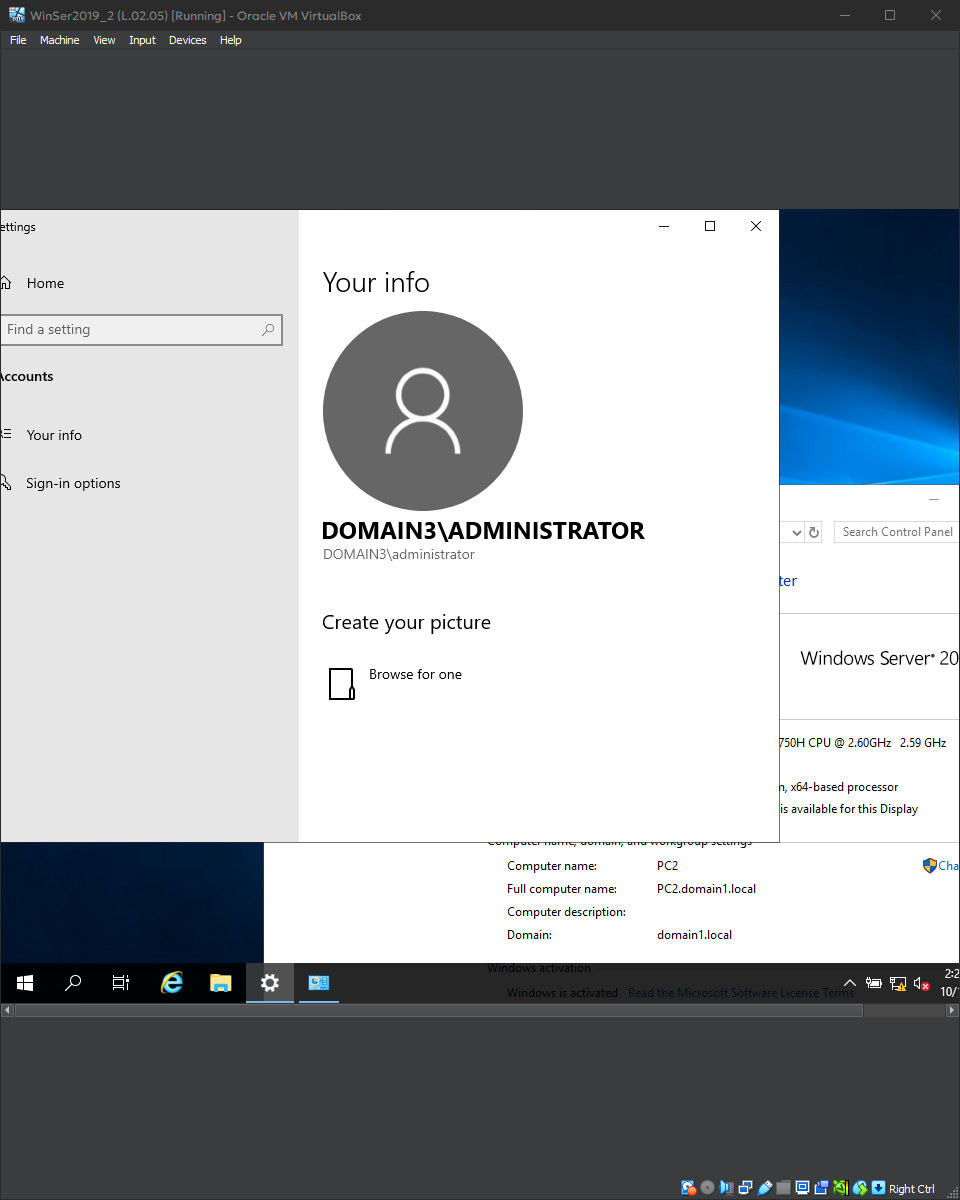 WinSer2019_2 (L.02.05) [Running] - Oracle VM VirtualBox
File Machine View Input Devices Help
ettings
Home
Find a setting
Accounts
Your info
Sign-in options
Your info
DOMAIN3\ADMINISTRATOR
DOMAIN3\administrator
Create your picture
Browse for one
Search Control Panel
ter
Windows Server® 20
750H CPU @ 2.60GHz 2.59 GHz
n, x64-based processor
is available for this Display
Computer name, domain, and workgroup settings
Computer name: PC2
Cha
Full computer name: PC2.domain1.local
Computer description:
Domain: domain1.local
Windows activation
Windows is activated Read the Microsoft Software License Terms
2:2
10/
Right Ctrl